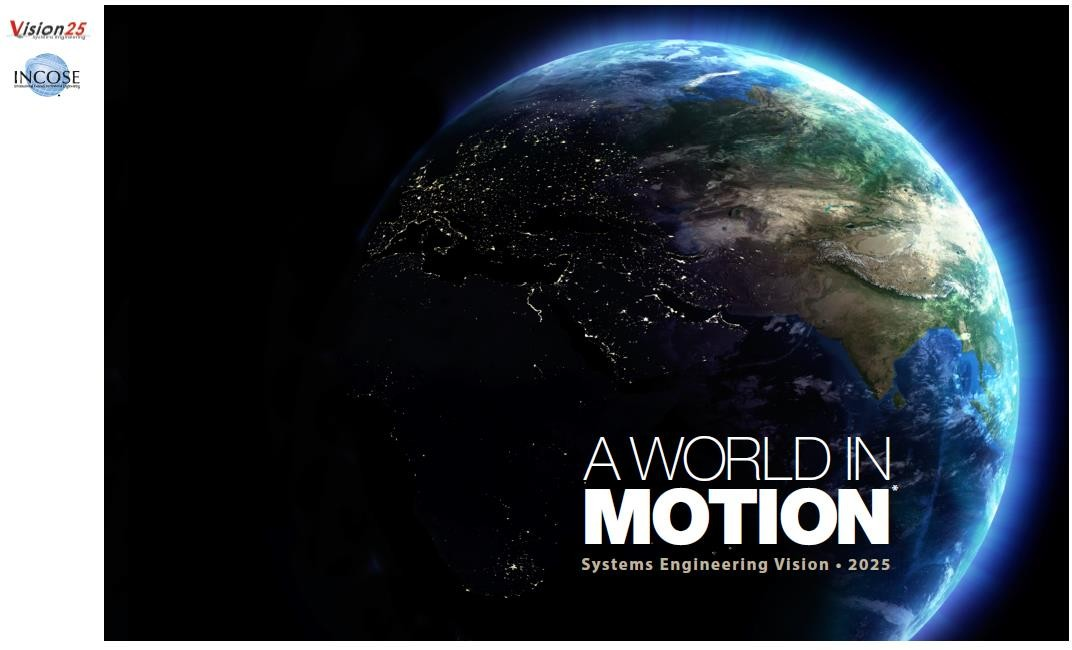 Vision25
INCOSE
A WORLD IN
MOTION*
Systems Engineering Vision • 2025